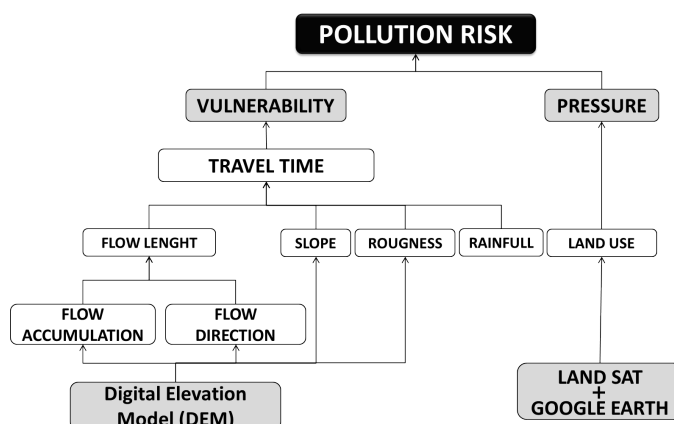 POLLUTION RISK
VULNERABILITY
PRESSURE
TRAVEL TIME
FLOW LENGHT
SLOPE
ROUGNESS
RAINFULL
LAND USE
FLOW
ACCUMULATION
FLOW
DIRECTION
Digital Elevation
Model (DEM)
LAND SAT
+
GOOGLE EARTH